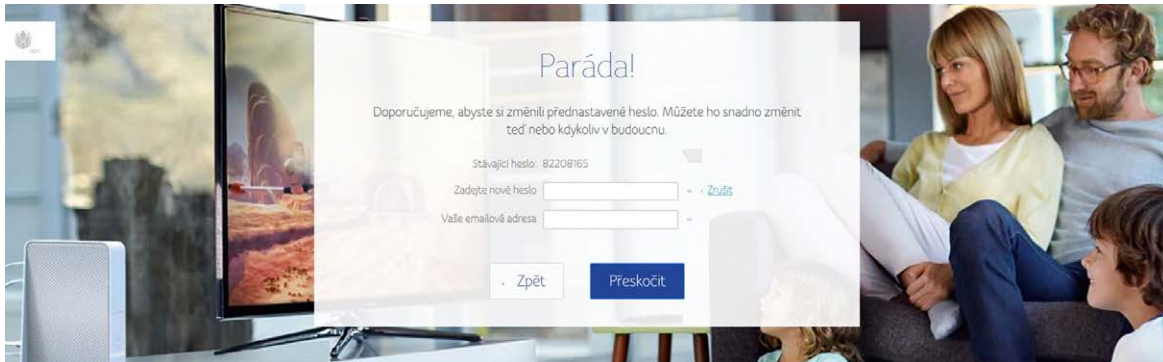 upc
Paráda!
Doporučujeme, abyste si změnili přednastavené heslo. Můžete ho snadno změnit
teď nebo kdykoliv v budoucnu.
Stávající heslo: 82208165
Zadejte nové heslo
Zrušit
Vaše emailová adresa
Zpět
Přeskočit